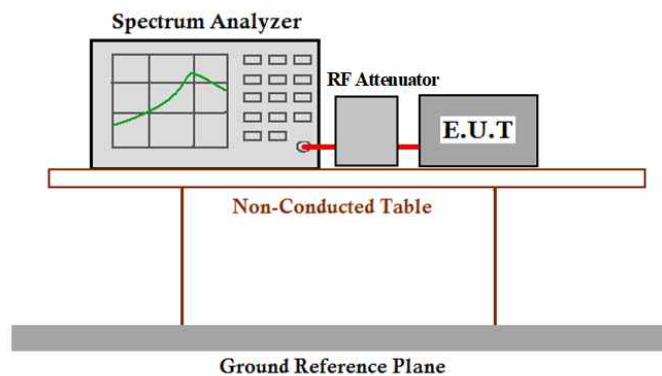 Spectrum Analyzer
RF Attenuator
E.U.T
Non-Conducted Table
Ground Reference Plane